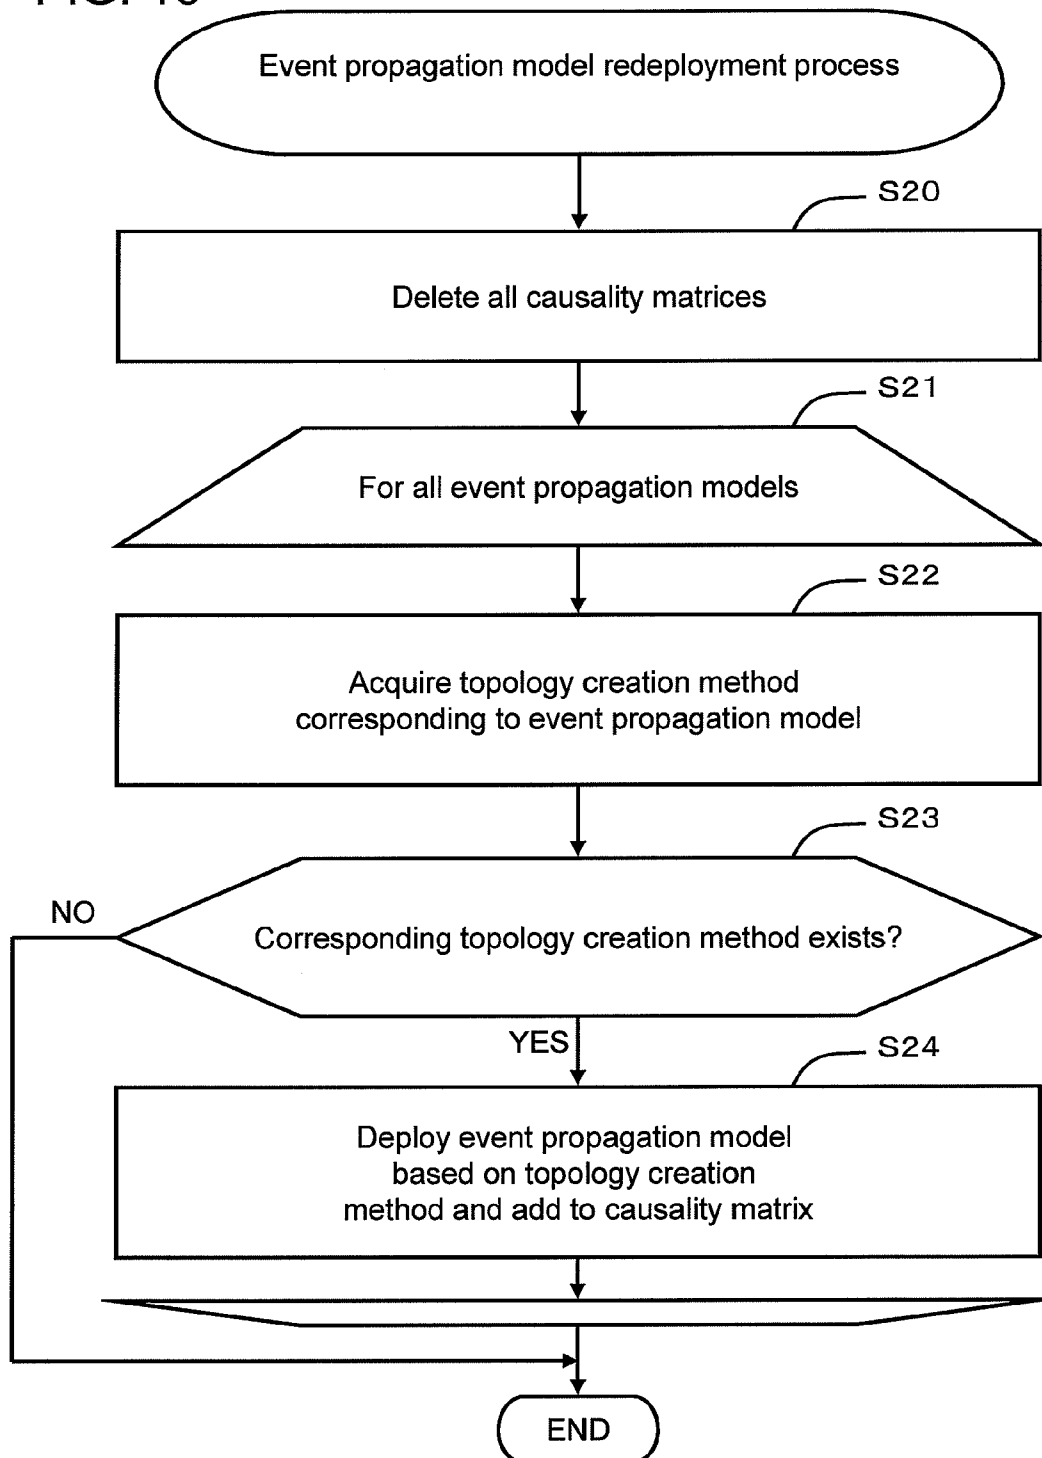 Event propagation model redeployment process
S20
Delete all causality matrices
S21
For all event propagation models
S22
Acquire topology creation method
corresponding to event propagation model
S23
NO
Corresponding topology creation method exists?
YES
S24
Deploy event propagation model
based on topology creation
method and add to causality matrix
END